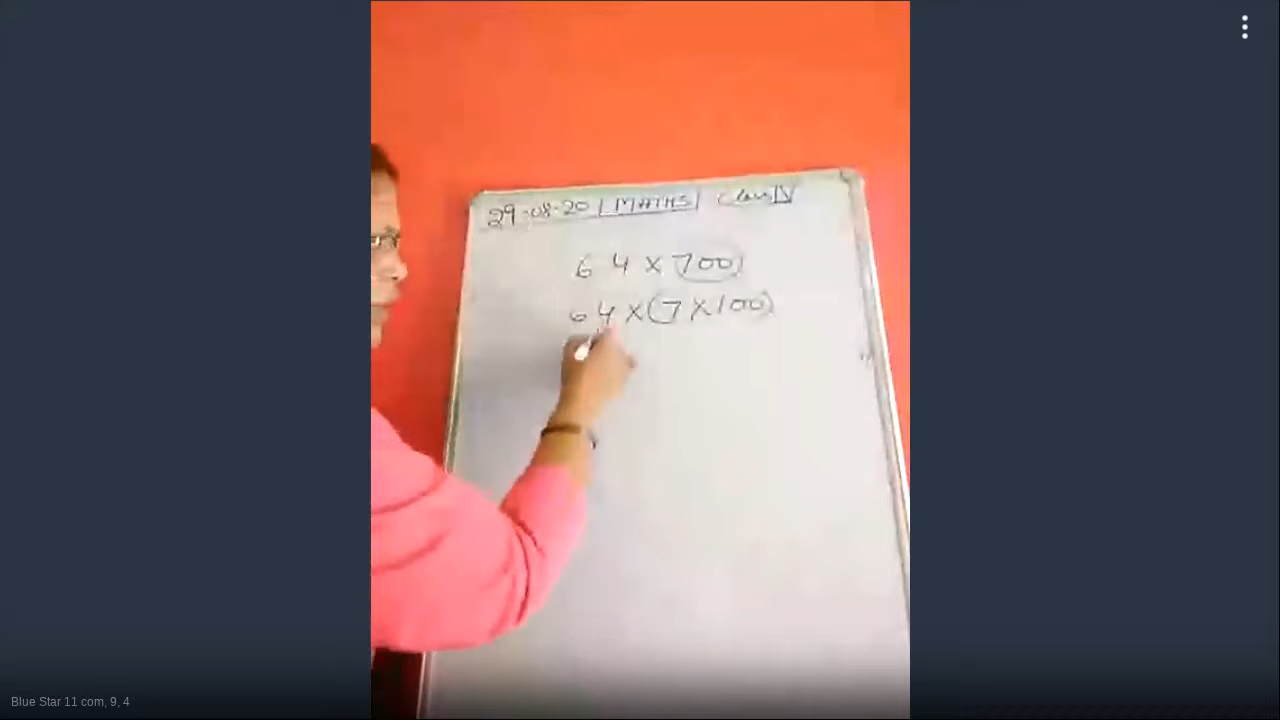 29-08-20 | MATHS | Class IV
64 x 700
64 x (7 x 100)
Blue Star 11 com, 9, 4